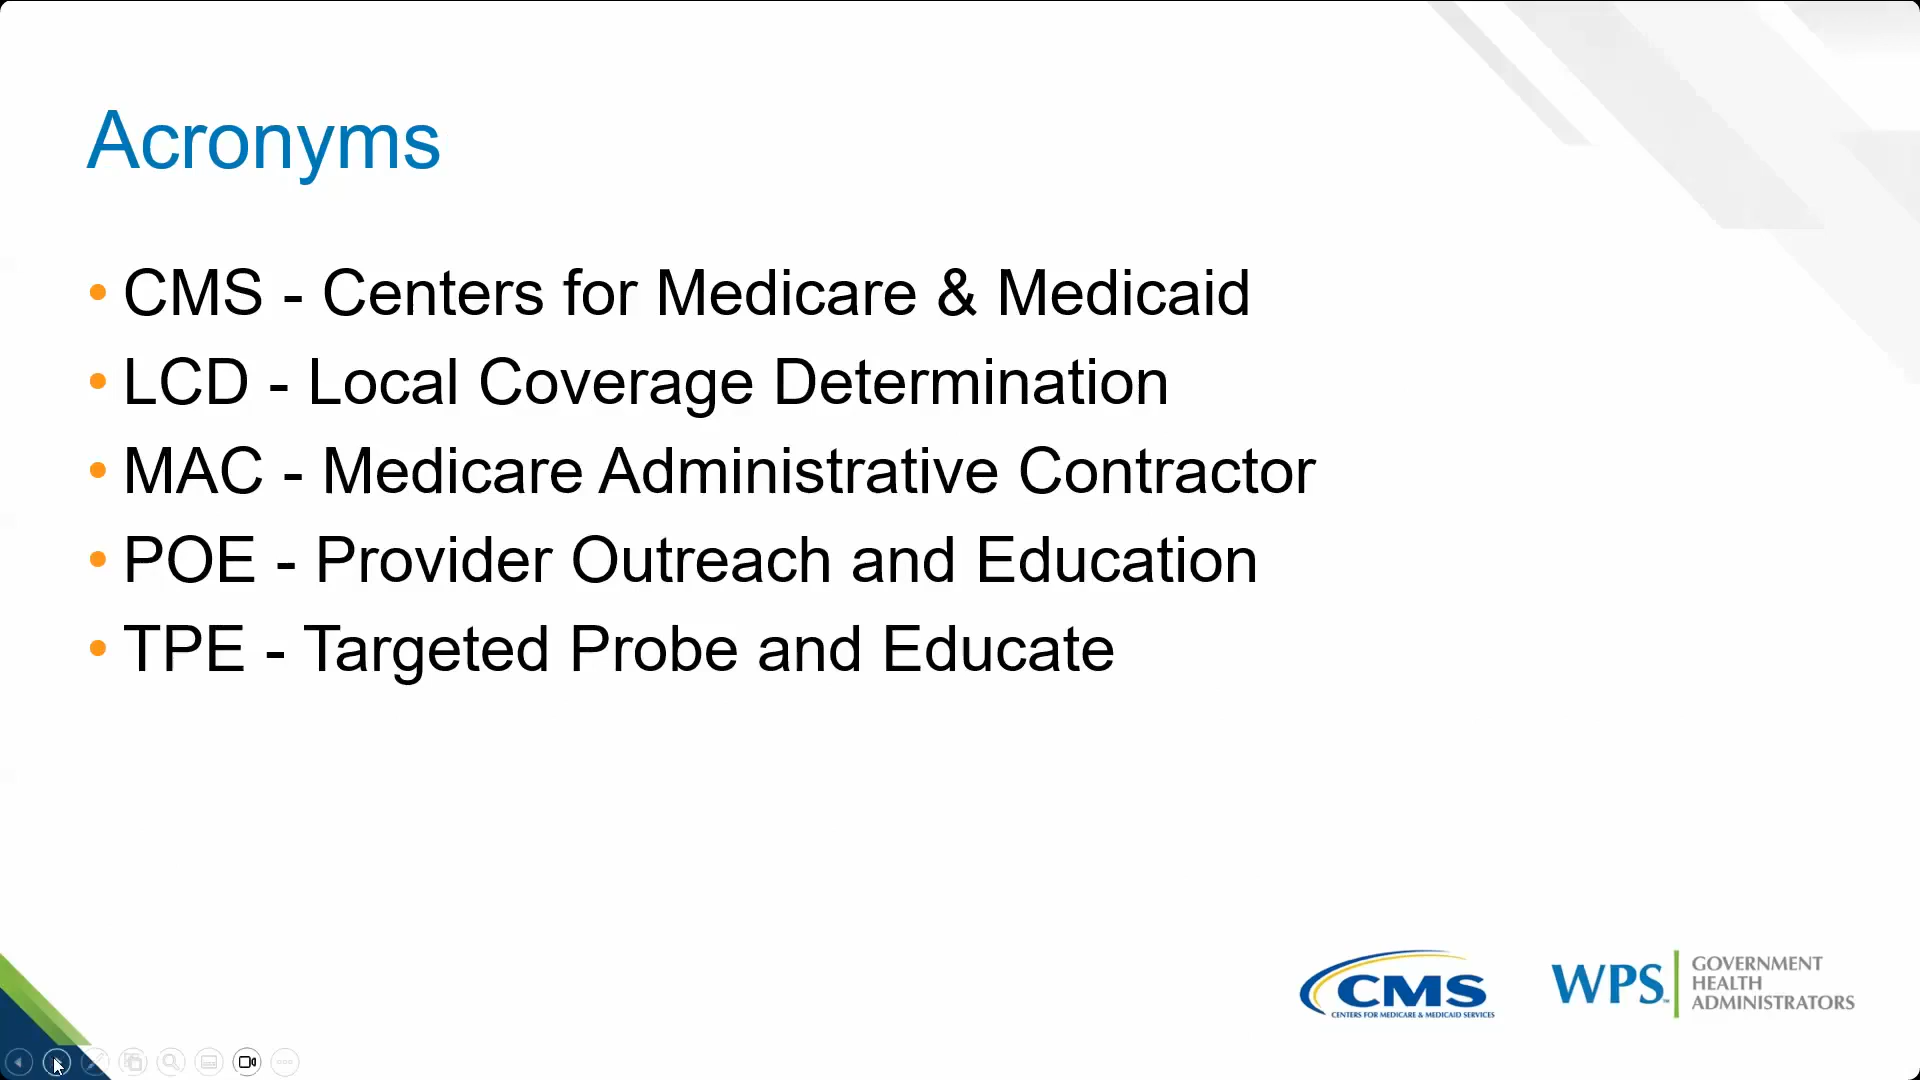 Acronyms
• CMS - Centers for Medicare & Medicaid
• LCD - Local Coverage Determination
• MAC - Medicare Administrative Contractor
• POE - Provider Outreach and Education
• TPE - Targeted Probe and Educate
CMS
CENTERS FOR MEDICARE & MEDICAID SERVICES
WPS
GOVERNMENT
HEALTH
ADMINISTRATORS